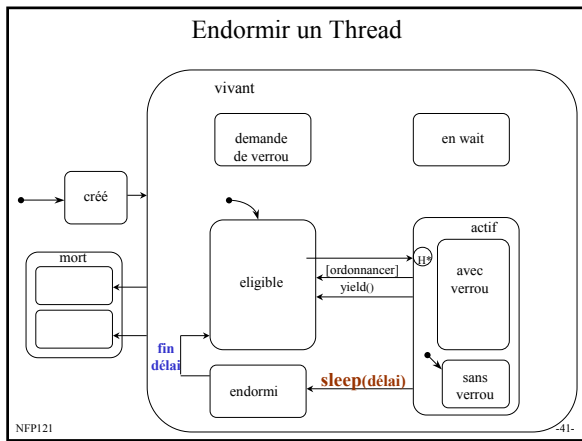 Endormir un Thread
vivant
demande
de verrou
en wait
créé
actif
mort
H*
[ordonnancer]
avec
verrou
eligible
yield()
fin
délai
sleep(délai)
endormi
sans
verrou
NFP121
-41-